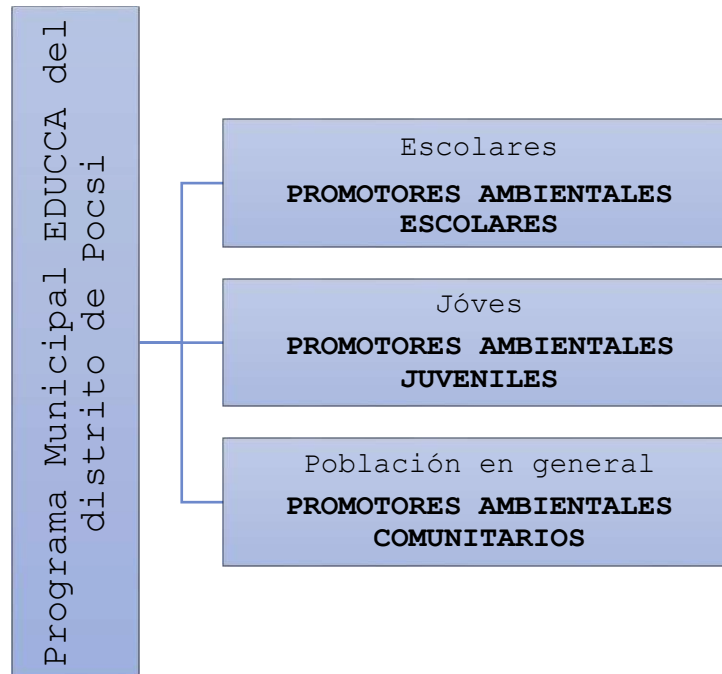 Programa Municipal EDUCCA del
distrito de Pocsi
Escolares
PROMOTORES AMBIENTALES
ESCOLARES
Jóves
PROMOTORES AMBIENTALES
JUVENILES
Población en general
PROMOTORES AMBIENTALES
COMUNITARIOS